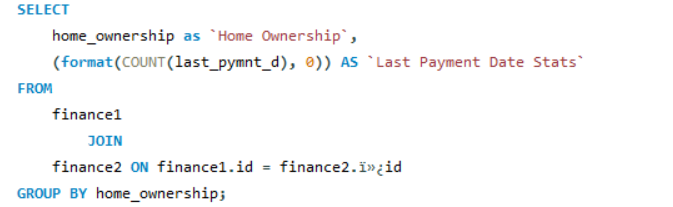 SELECT
home_ownership as `Home Ownership`,
(format(COUNT(last_pymnt_d), 0)) AS `Last Payment Date Stats`
FROM
finance1
JOIN
finance2 ON finance1.id = finance2.ï»¿id
GROUP BY home_ownership;